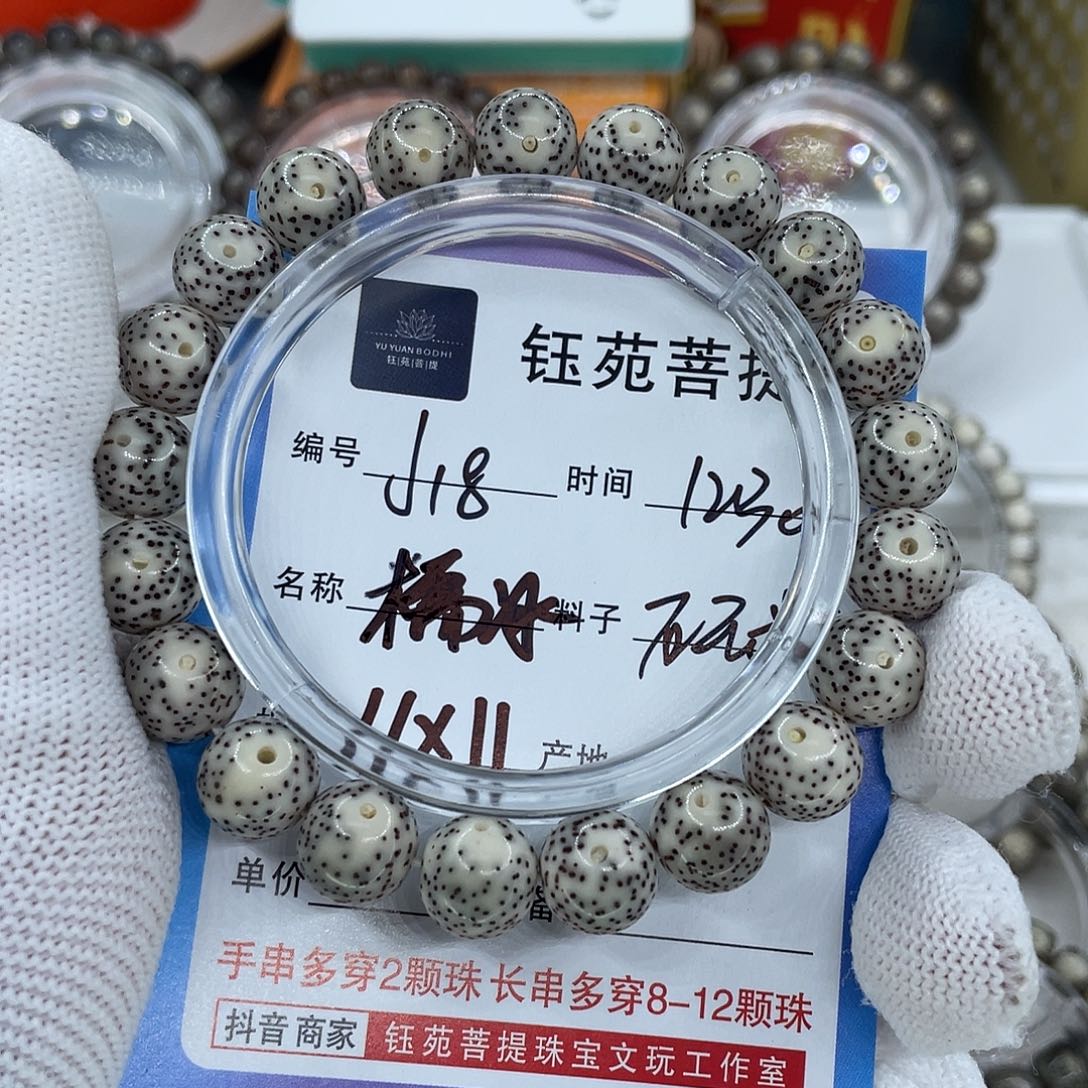 YU YUAN BODHI
钰|苑|菩|提
钰苑菩提
编号 J18 时间 1230
名称 料子
11X11 产地
单价
手串多穿2颗珠 长串多穿8-12颗珠
抖音商家 钰苑菩提珠宝文玩工作室